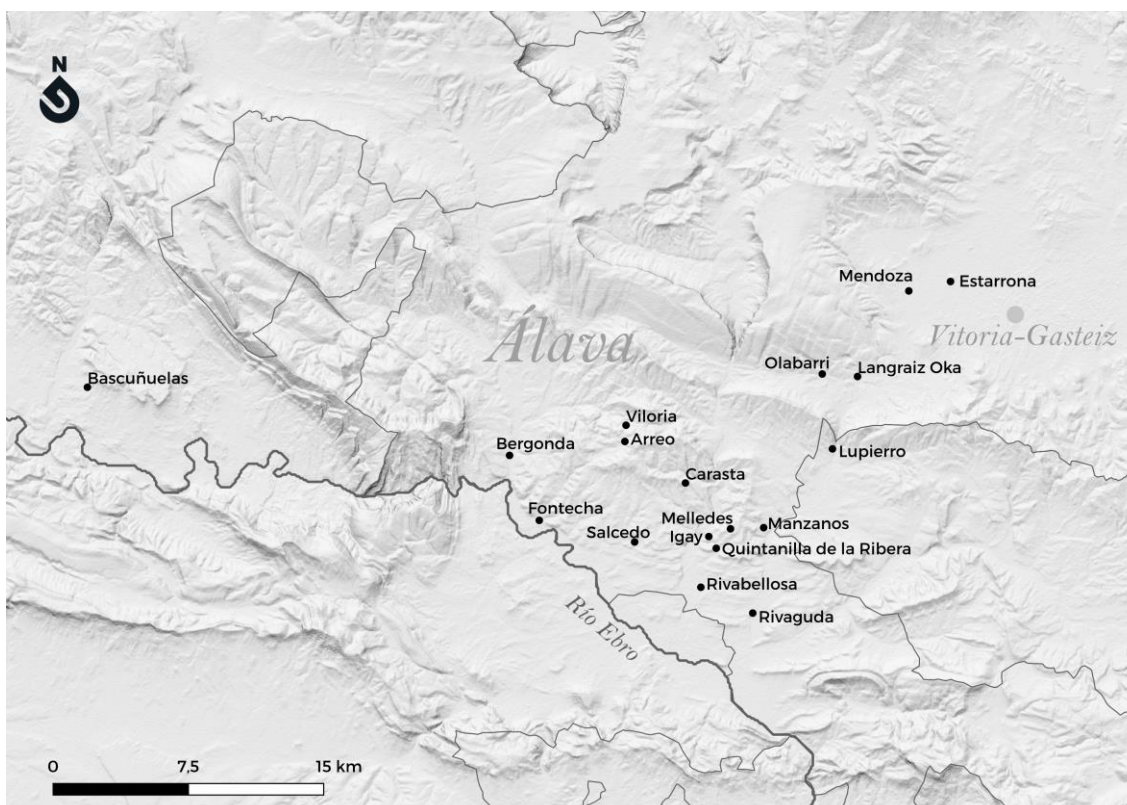 N
Mendoza
Estarrona
Álava
Vitoria-Gasteiz
Olabarri
Langraiz Oka
Bascuñuelas
Viloria
Arreo
Bergonda
Lupierro
Carasta
Fontecha
Melledes
Manzanos
Salcedo
Igay
Quintanilla de la Ribera
Rivabellosa
Río Ebro
Rivaguda
0 7,5 15 km